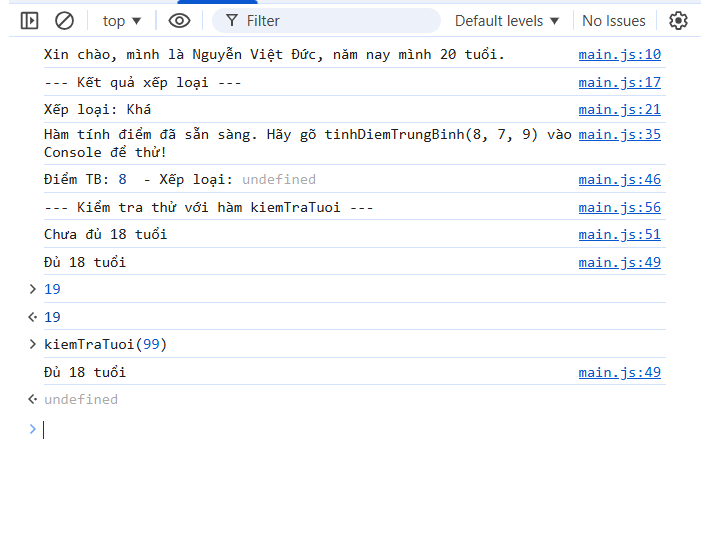 top ▼ Filter Default levels ▼ No Issues
Xin chào, mình là Nguyễn Việt Đức, năm nay mình 20 tuổi. main.js:10
--- Kết quả xếp loại --- main.js:17
Xếp loại: Khá main.js:21
Hàm tính điểm đã sẵn sàng. Hãy gõ tinhDiemTrungBinh(8, 7, 9) vào main.js:35
Console để thử!
Điểm TB: 8 - Xếp loại: undefined main.js:46
--- Kiểm tra thử với hàm kiemTraTuoi --- main.js:56
Chưa đủ 18 tuổi main.js:51
Đủ 18 tuổi main.js:49
> 19
<· 19
> kiemTraTuoi(99)
Đủ 18 tuổi main.js:49
<· undefined
>